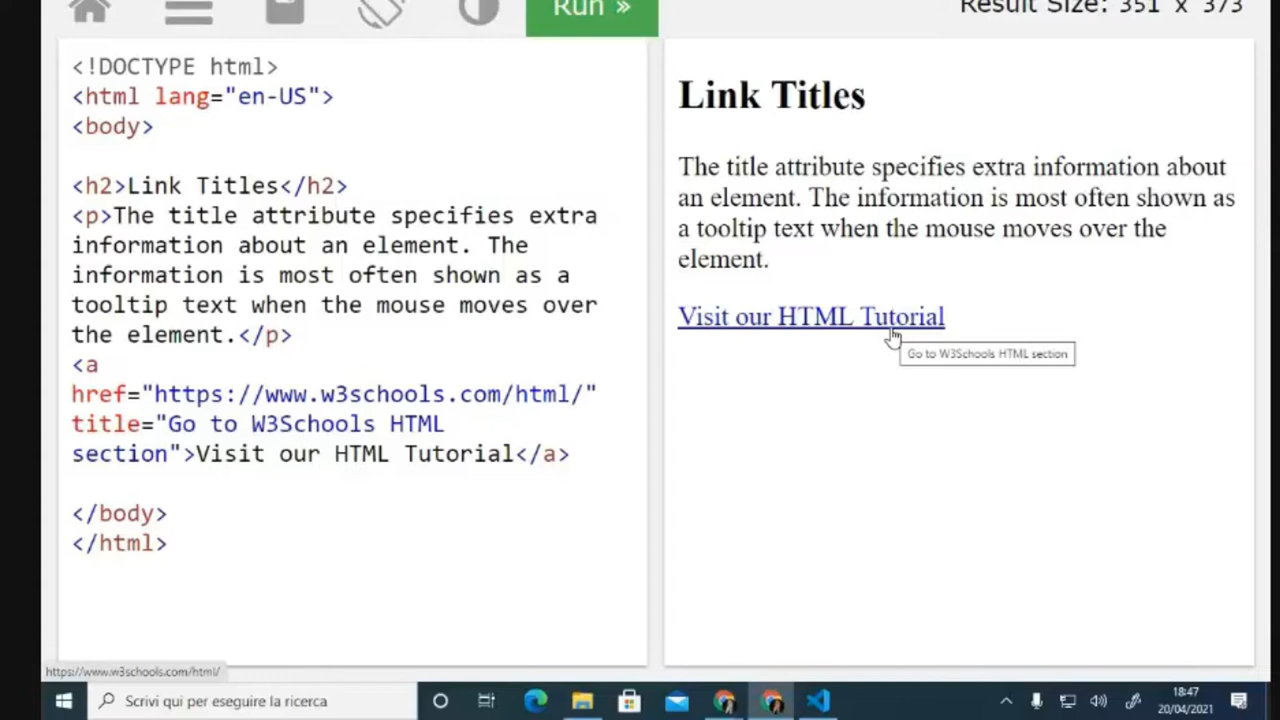 Run »
Result Size: 351 x 373
<!DOCTYPE html>
<html lang="en-US">
<body>
<h2>Link Titles</h2>
<p>The title attribute specifies extra
information about an element. The
information is most often shown as a
tooltip text when the mouse moves over
the element.</p>
<a
href="https://www.w3schools.com/html/"
title="Go to W3Schools HTML
section">Visit our HTML Tutorial</a>
</body>
</html>
Link Titles
The title attribute specifies extra information about
an element. The information is most often shown as
a tooltip text when the mouse moves over the
element.
Visit our HTML Tutorial
Go to W3Schools HTML section
https://www.w3schools.com/html/
Scrivi qui per eseguire la ricerca
18:47
20/04/2021